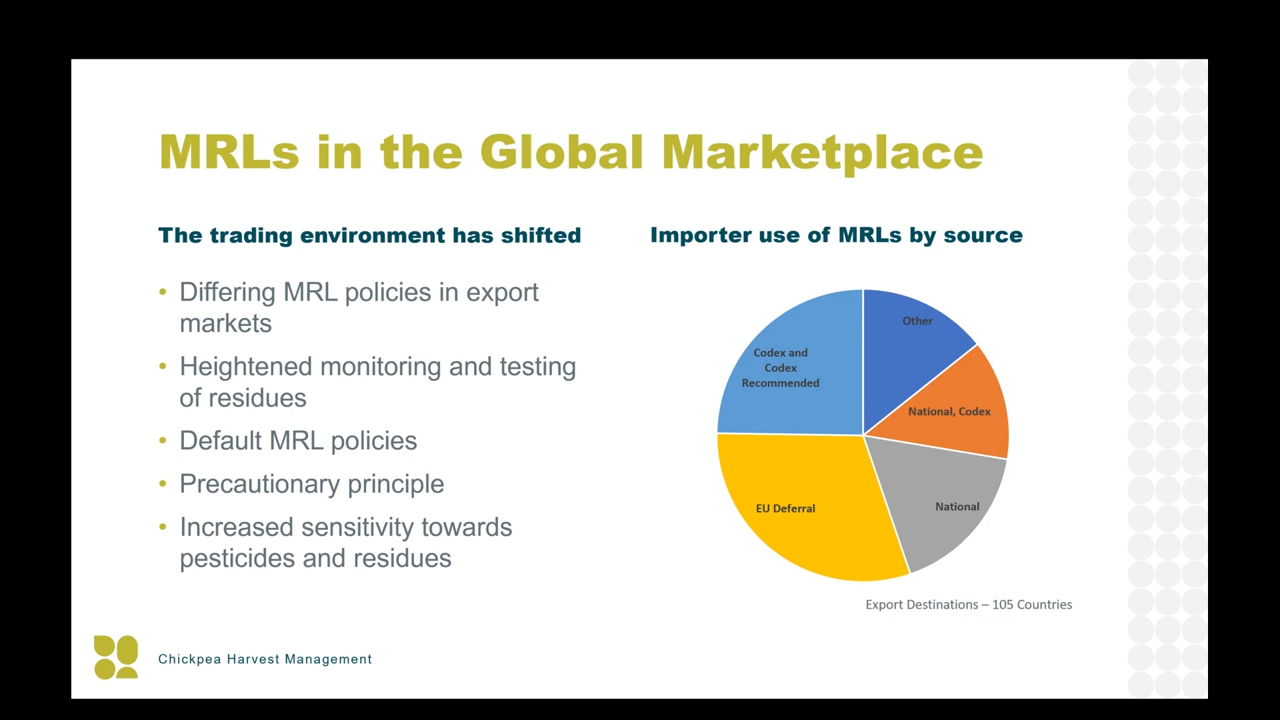 MRLs in the Global Marketplace
The trading environment has shifted
• Differing MRL policies in export
markets
• Heightened monitoring and testing
of residues
• Default MRL policies
• Precautionary principle
• Increased sensitivity towards
pesticides and residues
Importer use of MRLs by source
Other
Codex and
Codex
Recommended
National, Codex
National
EU Deferral
Export Destinations – 105 Countries
Chickpea Harvest Management